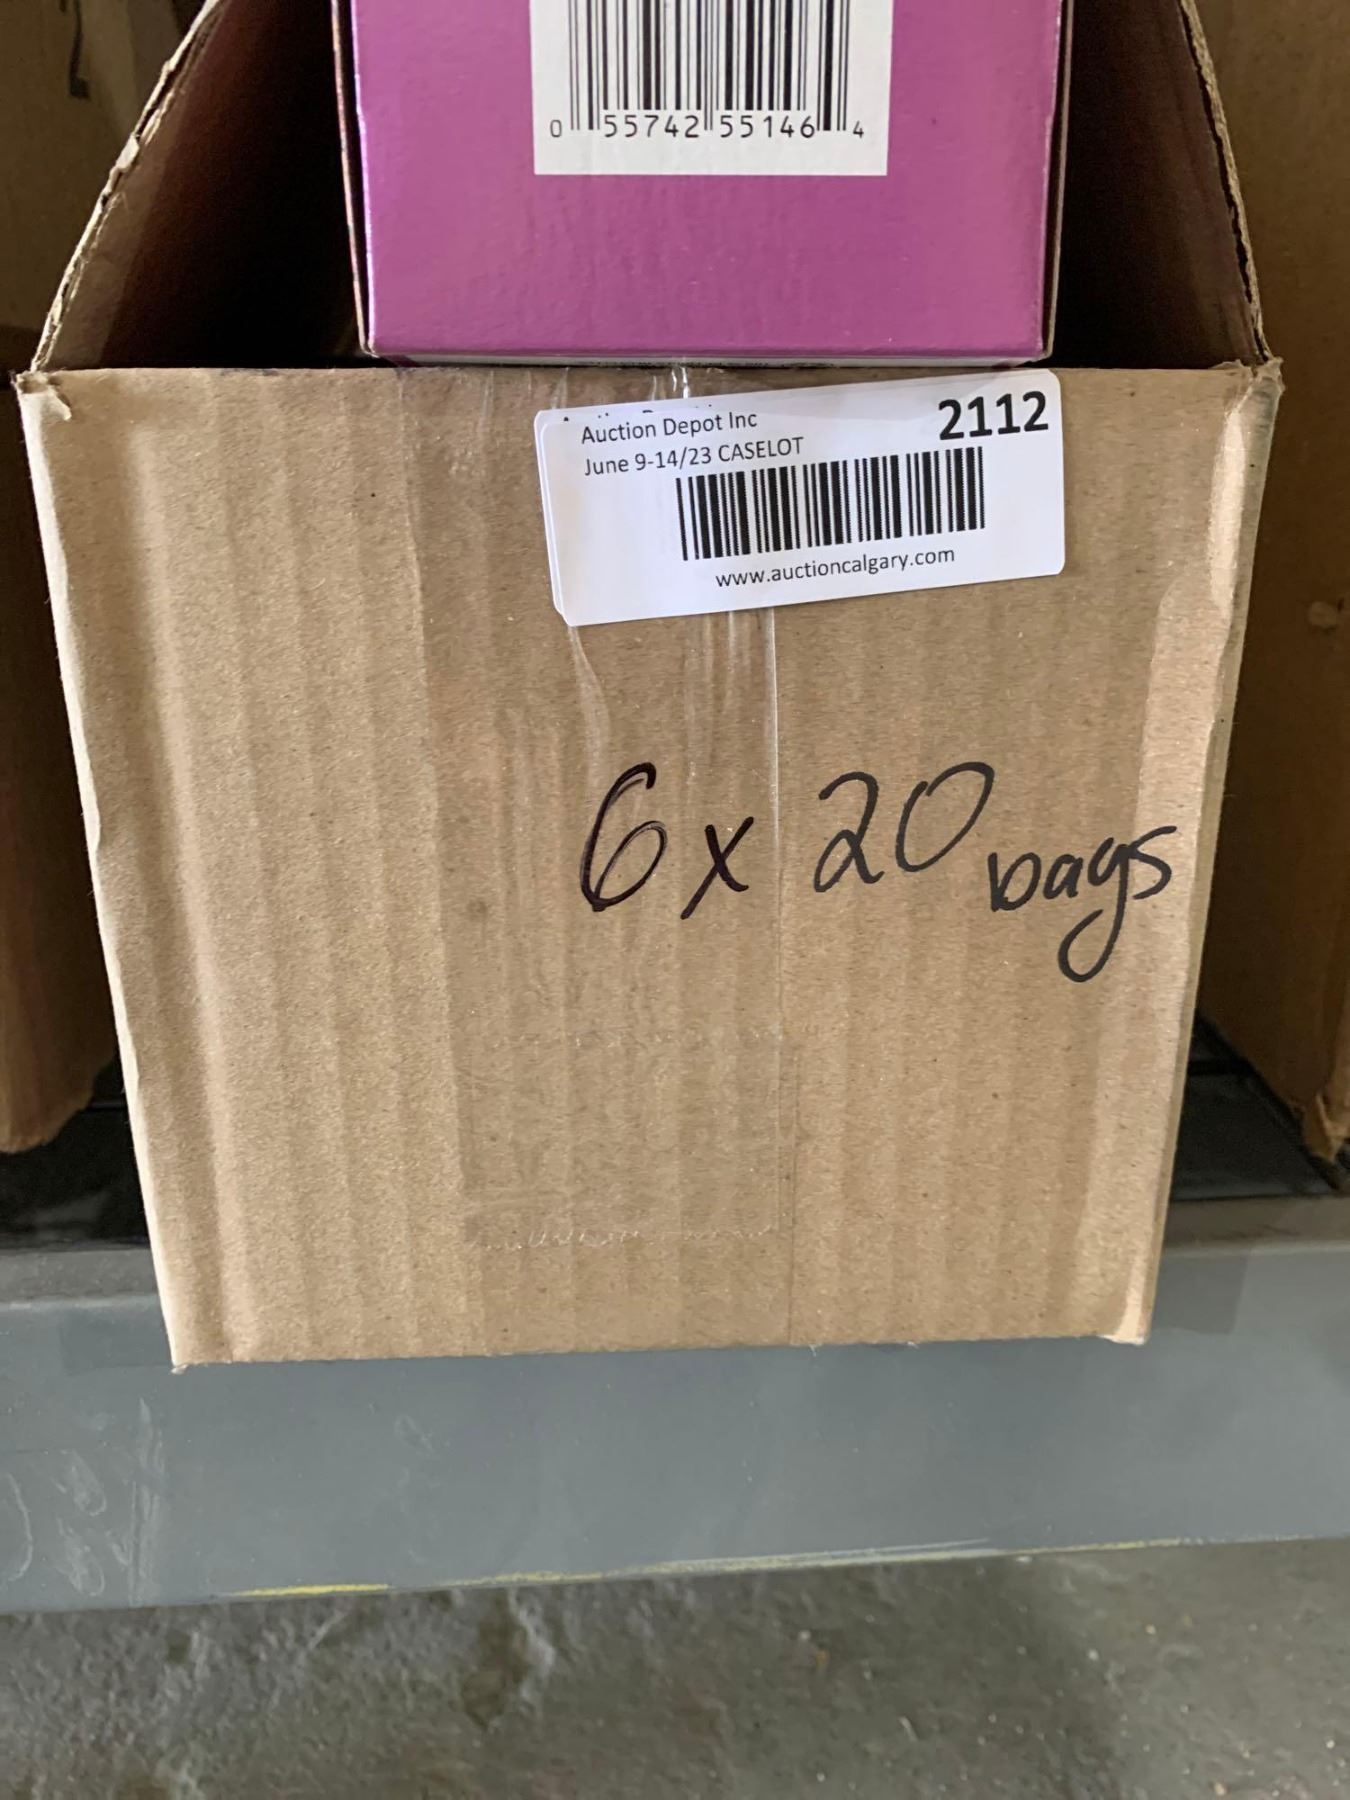 0 55742 55146 4
Auction Depot Inc
2112
June 9-14/23 CASELOT
www.auctioncalgary.com
6 x 20 bags